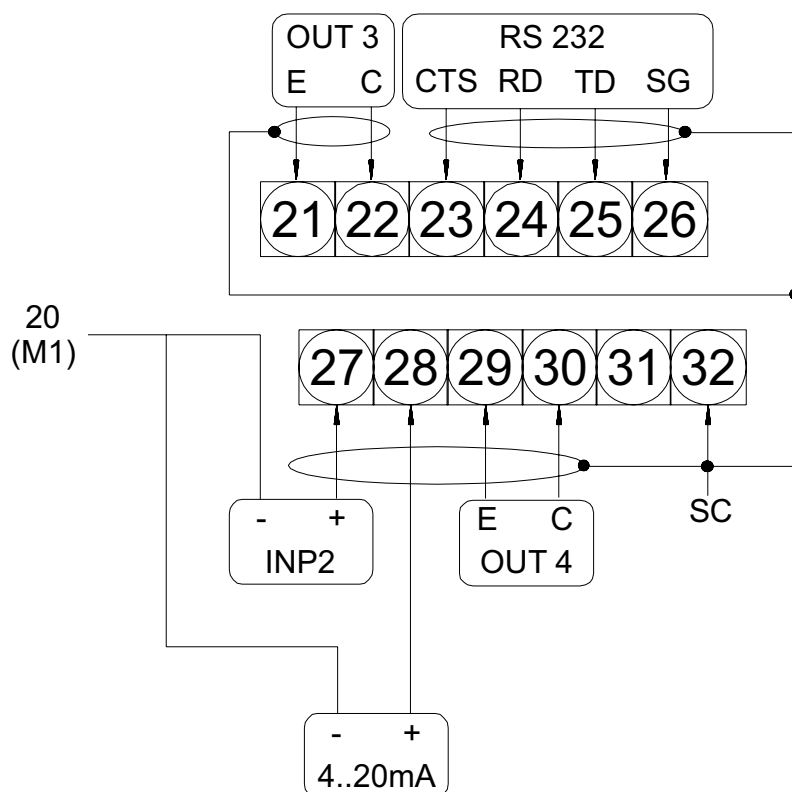 OUT 3
E C
RS 232
CTS RD TD SG
21 22 23 24 25 26
20
(M1)
27 28 29 30 31 32
- +
INP2
E C
OUT 4
SC
- +
4..20mA